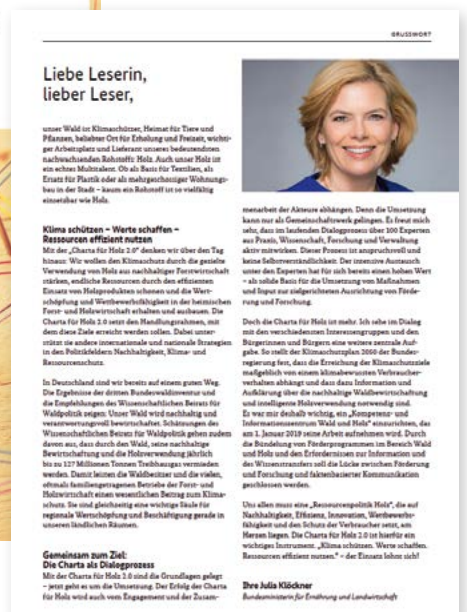 GRUSSWORT
Liebe Leserin,
lieber Leser,
unser Wald ist Klimaschützer, Heimat für Tiere und
Pflanzen, beliebter Ort für Erholung und Freizeit, wichti-
ger Arbeitsplatz und Lieferant unseres bedeutendsten
nachwachsenden Rohstoffs: Holz. Auch unser Holz ist
ein echtes Multitalent. Ob als Basis für Textilien, als
Ersatz für Plastik oder als mehrgeschossiger Wohnungs-
bau in der Stadt – kaum ein Rohstoff ist so vielfältig
einsetzbar wie Holz.
Klima schützen – Werte schaffen –
Ressourcen effizient nutzen
Mit der „Charta für Holz 2.0“ denken wir über den Tag
hinaus: Wir wollen den Klimaschutz durch die gezielte
Verwendung von Holz aus nachhaltiger Forstwirtschaft
stärken, endliche Ressourcen durch den effizienten
Einsatz von Holzprodukten schonen und die Wert-
schöpfung und Wettbewerbsfähigkeit in der heimischen
Forst- und Holzwirtschaft erhalten und ausbauen. Die
Charta für Holz 2.0 setzt den Handlungsrahmen, mit
dem diese Ziele erreicht werden sollen. Dabei unter-
stützt sie andere internationale und nationale Strategien
in den Politikfeldern Nachhaltigkeit, Klima- und
Ressourcenschutz.
In Deutschland sind wir bereits auf einem guten Weg.
Die Ergebnisse der dritten Bundeswaldinventur und
die Empfehlungen des Wissenschaftlichen Beirats für
Waldpolitik zeigen: Unser Wald wird nachhaltig und
verantwortungsvoll bewirtschaftet. Schätzungen des
Wissenschaftlichen Beirats für Waldpolitik gehen zudem
davon aus, dass durch den Wald, seine nachhaltige
Bewirtschaftung und die Holzverwendung jährlich
bis zu 127 Millionen Tonnen Treibhausgas vermieden
werden. Damit leisten die Waldbesitzer und die vielen,
oftmals familiengetragenen Betriebe der Forst- und
Holzwirtschaft einen wesentlichen Beitrag zum Klima-
schutz. Sie sind gleichzeitig eine wichtige Säule für
regionale Wertschöpfung und Beschäftigung gerade in
unseren ländlichen Räumen.
Gemeinsam zum Ziel:
Die Charta als Dialogprozess
Mit der Charta für Holz 2.0 sind die Grundlagen gelegt
– jetzt geht es um die Umsetzung. Der Erfolg der Charta
für Holz wird auch vom Engagement und der Zusam-
menarbeit der Akteure abhängen. Denn die Umsetzung
kann nur als Gemeinschaftswerk gelingen. Es freut mich
sehr, dass im laufenden Dialogprozess über 100 Experten
aus Praxis, Wissenschaft, Forschung und Verwaltung
aktiv mitwirken. Dieser Prozess ist anspruchsvoll und
keine Selbstverständlichkeit. Der intensive Austausch
unter den Experten hat für sich bereits einen hohen Wert
– als solide Basis für die Umsetzung von Maßnahmen
und Input zur zielgerichteten Ausrichtung von Förde-
rung und Forschung.
Doch die Charta für Holz ist mehr. Ich sehe im Dialog
mit den verschiedensten Interessengruppen und den
Bürgerinnen und Bürgern eine weitere zentrale Auf-
gabe. So stellt der Klimaschutzplan 2050 der Bundes-
regierung fest, dass die Erreichung der Klimaschutzziele
maßgeblich von einem klimabewussten Verbraucher-
verhalten abhängt und dass dazu Information und
Aufklärung über die nachhaltige Waldbewirtschaftung
und intelligente Holzverwendung notwendig sind.
Es war mir deshalb wichtig, ein „Kompetenz- und
Informationszentrum Wald und Holz“ einzurichten, das
am 1. Januar 2019 seine Arbeit aufnehmen wird. Durch
die Bündelung von Förderprogrammen im Bereich Wald
und Holz und den Erfordernissen zur Information und
des Wissenstransfers soll die Lücke zwischen Förderung
und Forschung und faktenbasierter Kommunikation
geschlossen werden.
Uns allen muss eine „Ressourcenpolitik Holz“, die auf
Nachhaltigkeit, Effizienz, Innovation, Wettbewerbs-
fähigkeit und den Schutz der Verbraucher setzt, am
Herzen liegen. Die Charta für Holz 2.0 ist hierfür ein
wichtiges Instrument. „Klima schützen. Werte schaffen.
Ressourcen effizient nutzen.“ – der Einsatz lohnt sich!
Ihre Julia Klöckner
Bundesministerin für Ernährung und Landwirtschaft